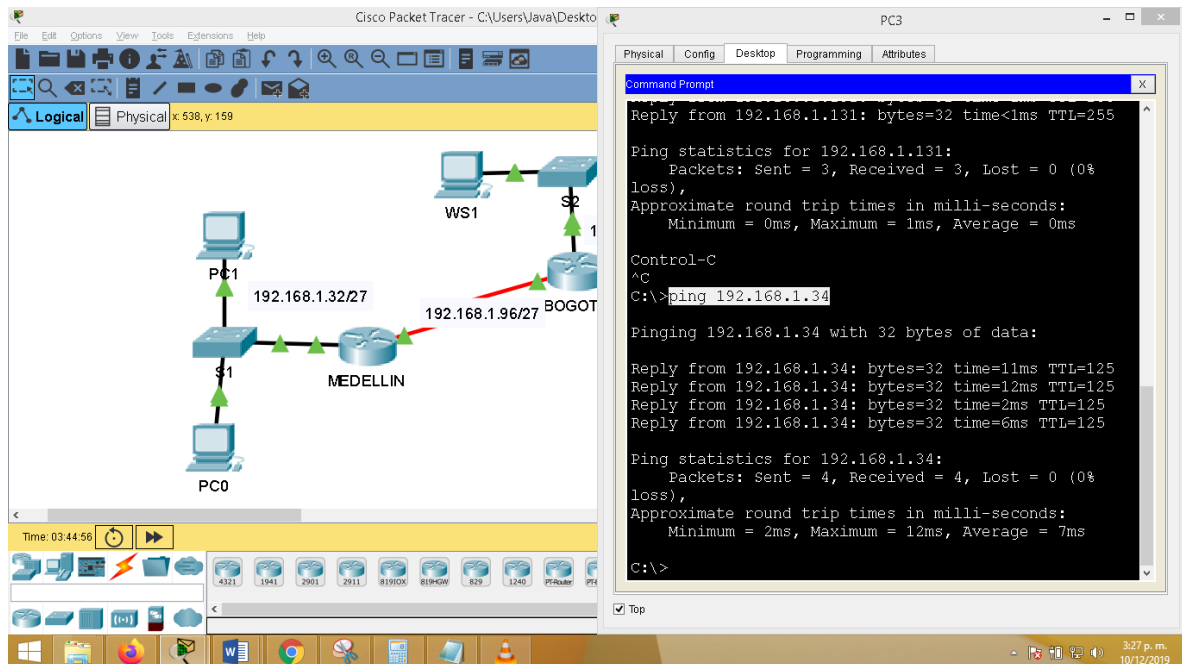 Cisco Packet Tracer - C:\Users\Java\Deskto
File Edit Options View Tools Extensions Help
Logical Physical x: 538, y: 159
WS1
S2
1
PC1
192.168.1.32/27
192.168.1.96/27
BOGOT
S1
MEDELLIN
PC0
Time: 03:44:56
4321 1941 2901 2911 819IOX 819HGW 829 1240 PT-Router
PC3
Physical Config Desktop Programming Attributes
Command Prompt X
Reply from 192.168.1.131: bytes=32 time<1ms TTL=255
Ping statistics for 192.168.1.131:
Packets: Sent = 3, Received = 3, Lost = 0 (0%
loss),
Approximate round trip times in milli-seconds:
Minimum = 0ms, Maximum = 1ms, Average = 0ms
Control-C
^C
C:\>ping 192.168.1.34
Pinging 192.168.1.34 with 32 bytes of data:
Reply from 192.168.1.34: bytes=32 time=11ms TTL=125
Reply from 192.168.1.34: bytes=32 time=12ms TTL=125
Reply from 192.168.1.34: bytes=32 time=2ms TTL=125
Reply from 192.168.1.34: bytes=32 time=6ms TTL=125
Ping statistics for 192.168.1.34:
Packets: Sent = 4, Received = 4, Lost = 0 (0%
loss),
Approximate round trip times in milli-seconds:
Minimum = 2ms, Maximum = 12ms, Average = 7ms
C:\>
Top
3:27 p. m.
10/12/2019